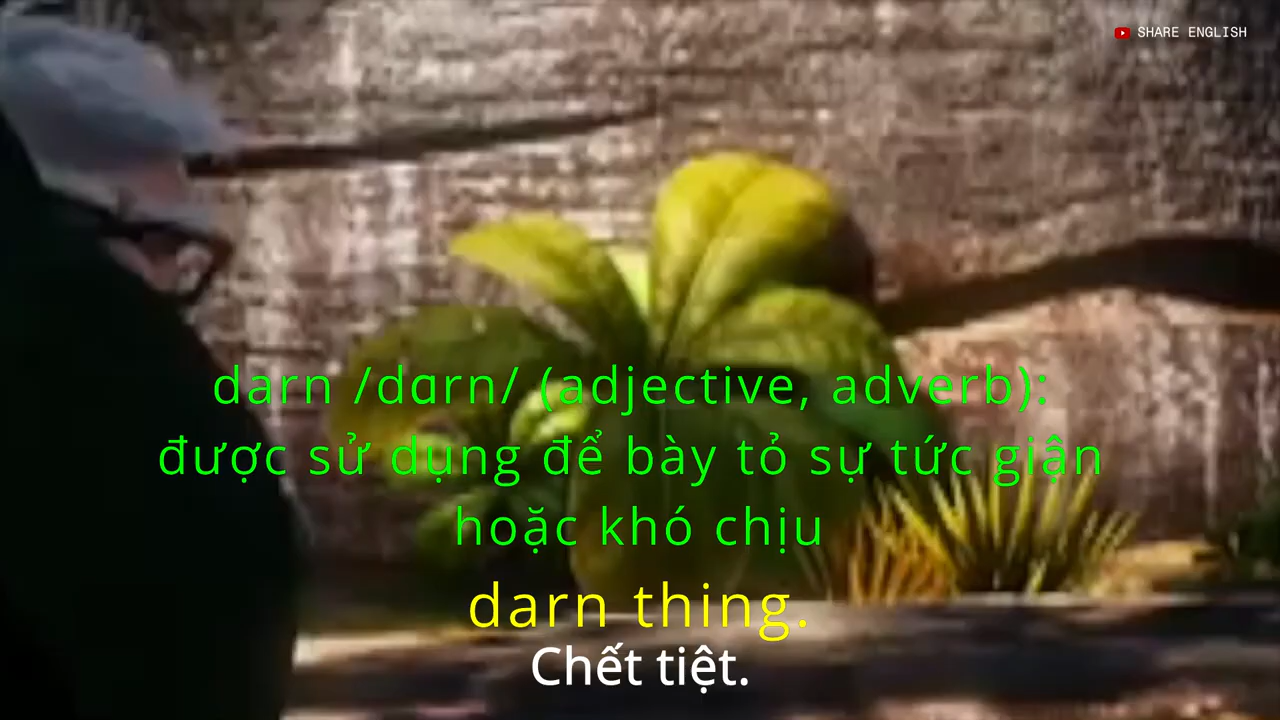 SHARE ENGLISH
darn /dɑrn/ (adjective, adverb):
được sử dụng để bày tỏ sự tức giận
hoặc khó chịu
darn thing.
Chết tiệt.